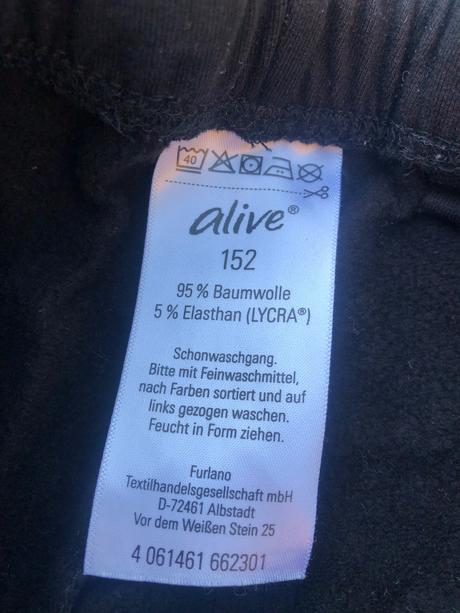 40
alive®
152
95 % Baumwolle
5 % Elasthan (LYCRA®)
Schonwaschgang.
Bitte mit Feinwaschmittel,
nach Farben sortiert und auf
links gezogen waschen.
Feucht in Form ziehen.
Furlano
Textilhandelsgesellschaft mbH
D-72461 Albstadt
Vor dem Weißen Stein 25
4 061461 662301